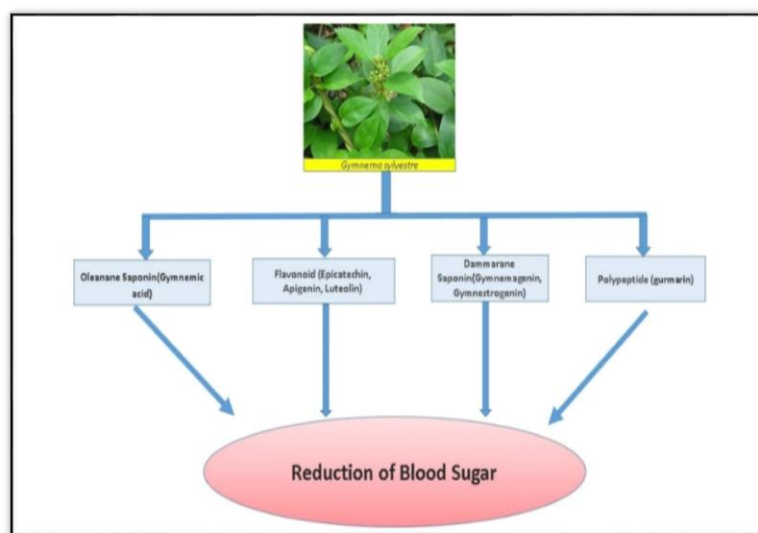 Gymnema sylvestre
Oleanane Saponin(Gymnemic
acid)
Flavonoid (Epicatechin,
Apigenin, Luteolin)
Dammarane
Saponin(Gymnemagenin,
Gymnestrogenin)
Polypeptide (gurmarin)
Reduction of Blood Sugar